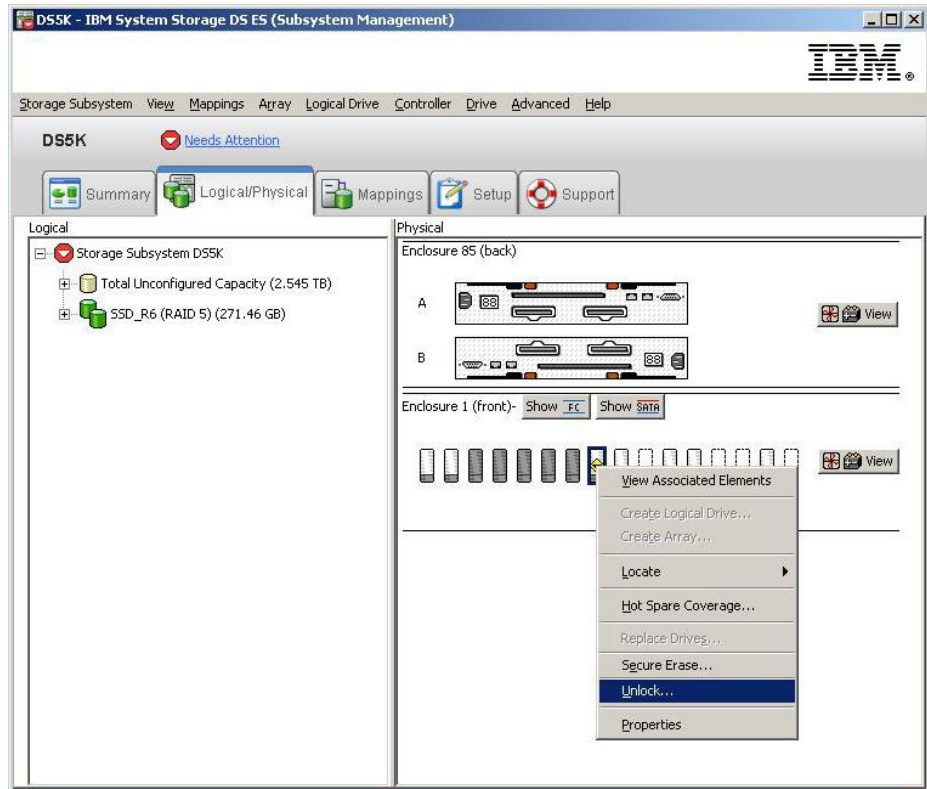 DS5K - IBM System Storage DS ES (Subsystem Management)
IBM®
Storage Subsystem View Mappings Array Logical Drive Controller Drive Advanced Help
DS5K Needs Attention
Summary Logical/Physical Mappings Setup Support
Logical
Storage Subsystem DS5K
Total Unconfigured Capacity (2.545 TB)
SSD_R6 (RAID 5) (271.46 GB)
Physical
Enclosure 85 (back)
A 88
View
B 88
Enclosure 1 (front)- Show FC Show SATA
View
View Associated Elements
Create Logical Drive...
Create Array...
Locate
Hot Spare Coverage...
Replace Drives...
Secure Erase...
Unlock...
Properties